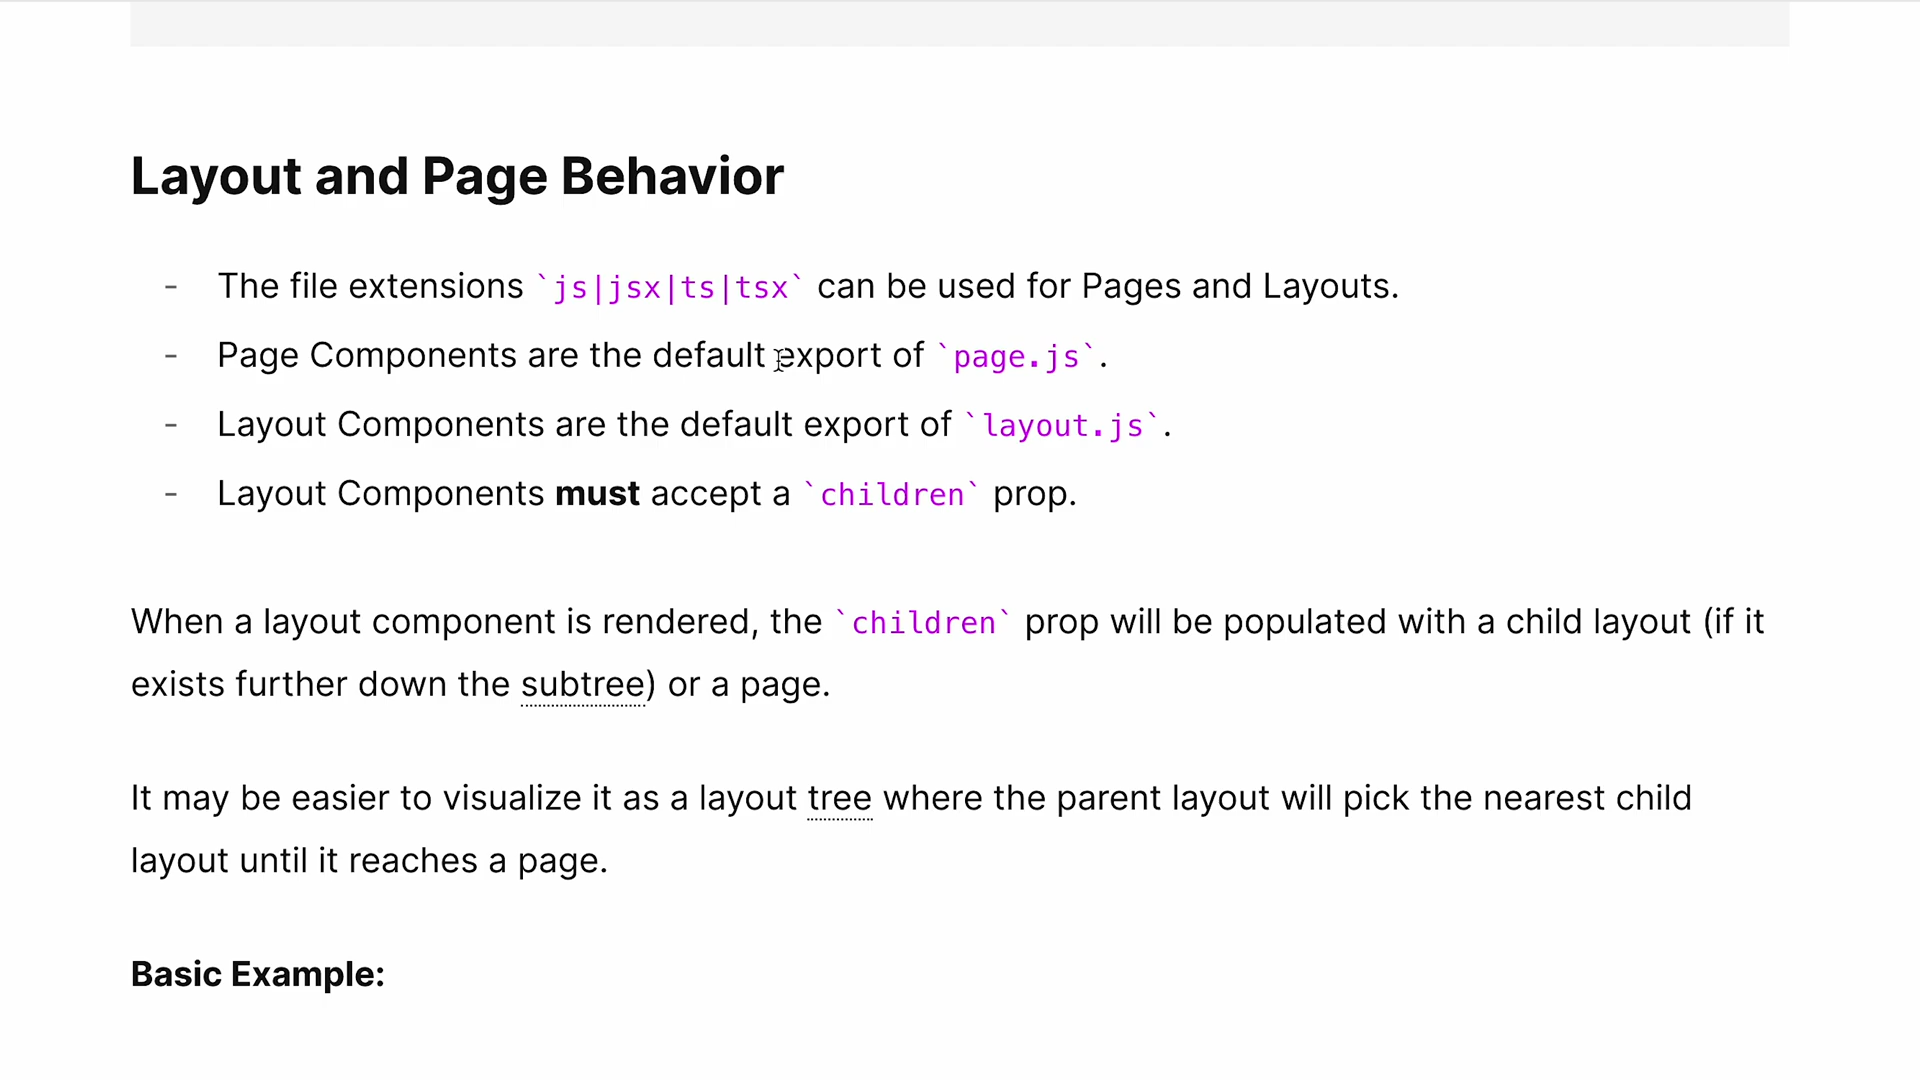 Layout and Page Behavior
- The file extensions `js|jsx|ts|tsx` can be used for Pages and Layouts.
- Page Components are the default export of `page.js`.
- Layout Components are the default export of `layout.js`.
- Layout Components must accept a `children` prop.
When a layout component is rendered, the `children` prop will be populated with a child layout (if it
exists further down the subtree) or a page.
It may be easier to visualize it as a layout tree where the parent layout will pick the nearest child
layout until it reaches a page.
Basic Example: